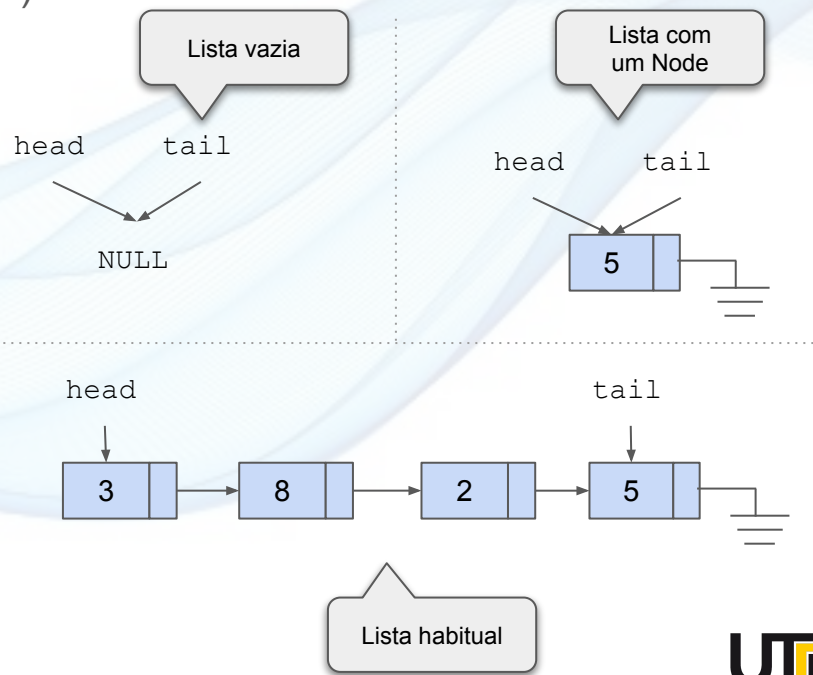 )
Lista vazia
Lista com
um Node
head tail
NULL
head tail
5
head
tail
3 8 2 5
Lista habitual
UT